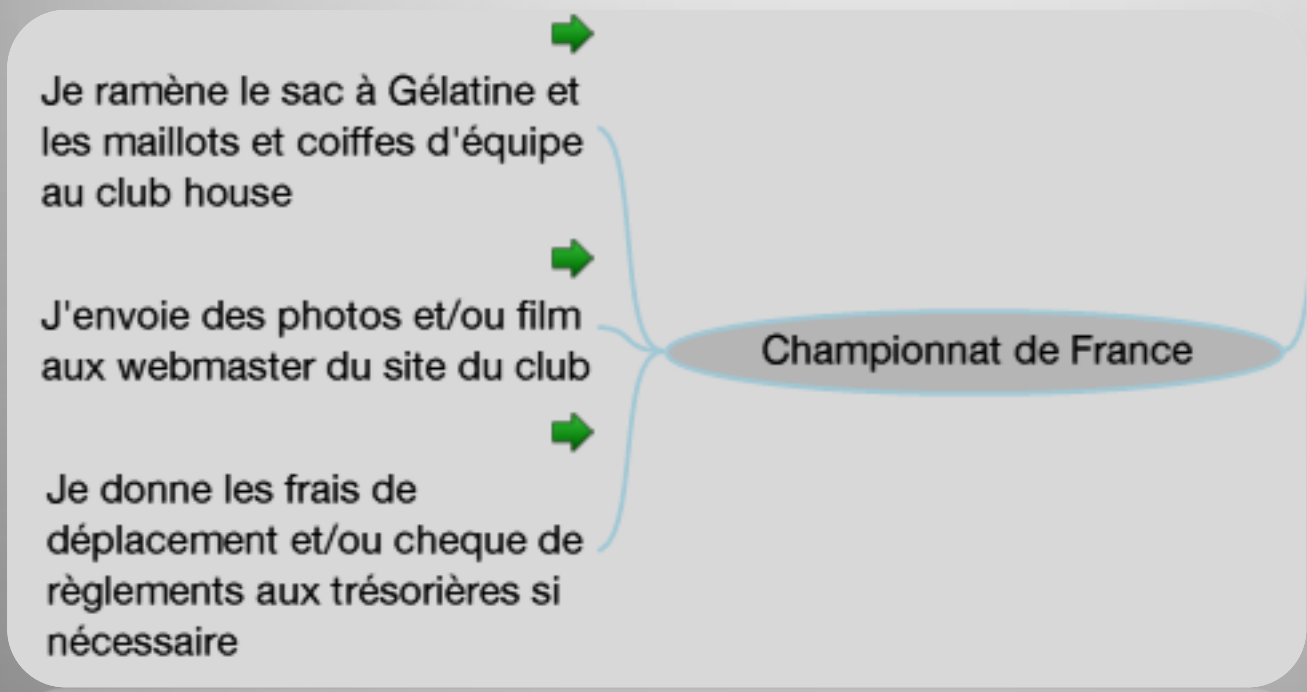 Je ramène le sac à Gélatine et
les maillots et coiffes d'équipe
au club house
J'envoie des photos et/ou film
aux webmaster du site du club
Championnat de France
Je donne les frais de
déplacement et/ou cheque de
règlements aux trésorières si
nécessaire